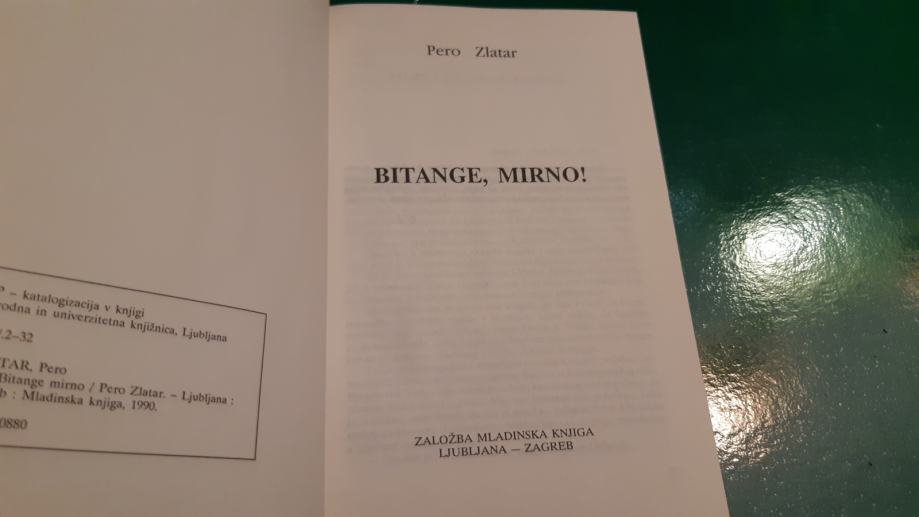 – katalogizacija v knjigi
in univerzitetna knjižnica, Ljubljana
.2–32
TAR, Pero
Bitange mirno / Pero Zlatar. – Ljubljana :
b : Mladinska knjiga, 1990.
0880
Pero Zlatar
BITANGE, MIRNO!
ZALOŽBA MLADINSKA KNJIGA
LJUBLJANA – ZAGREB